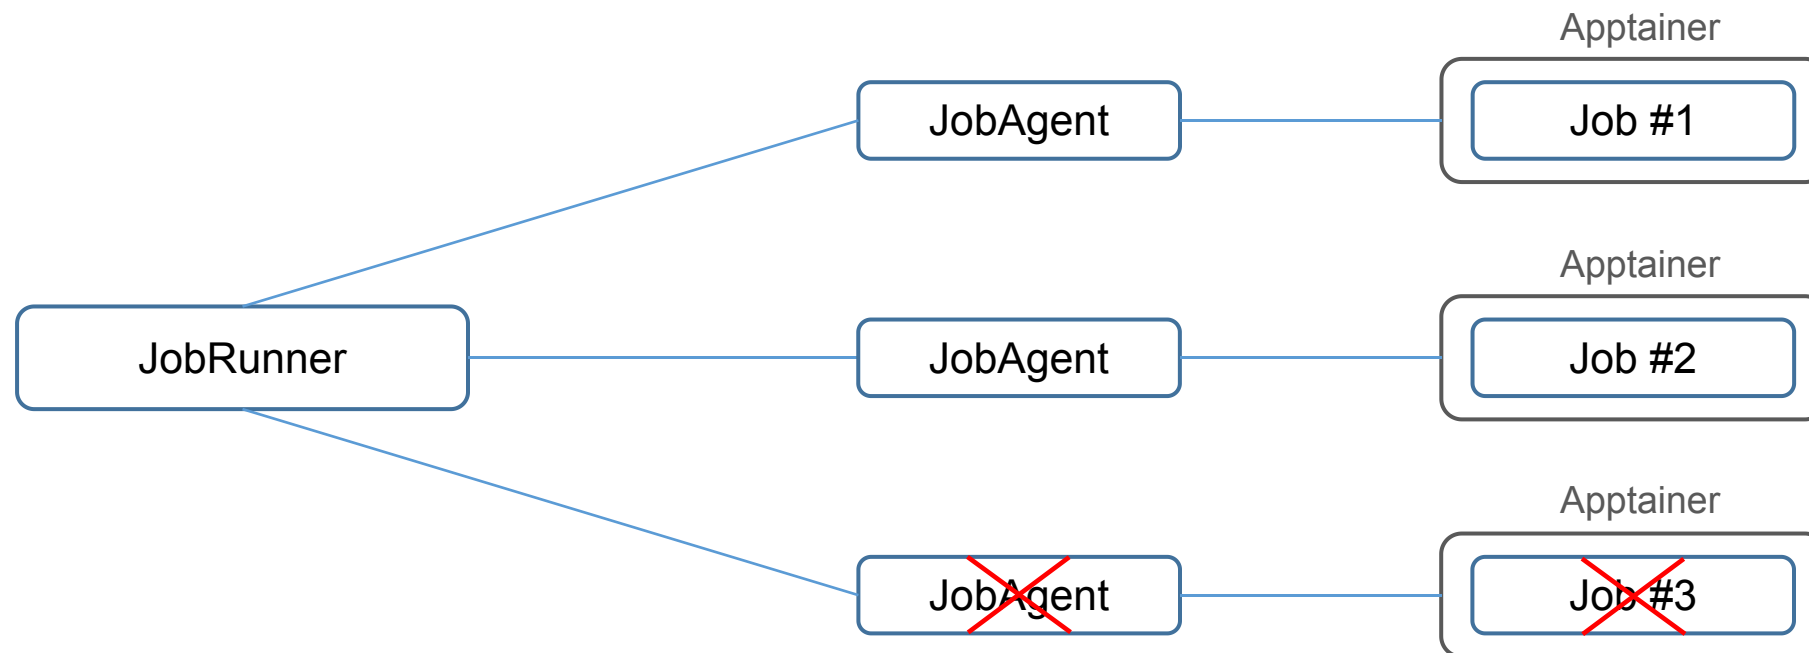 Apptainer
JobAgent
Job #1
Apptainer
JobRunner
JobAgent
Job #2
Apptainer
JobAgent
Job #3